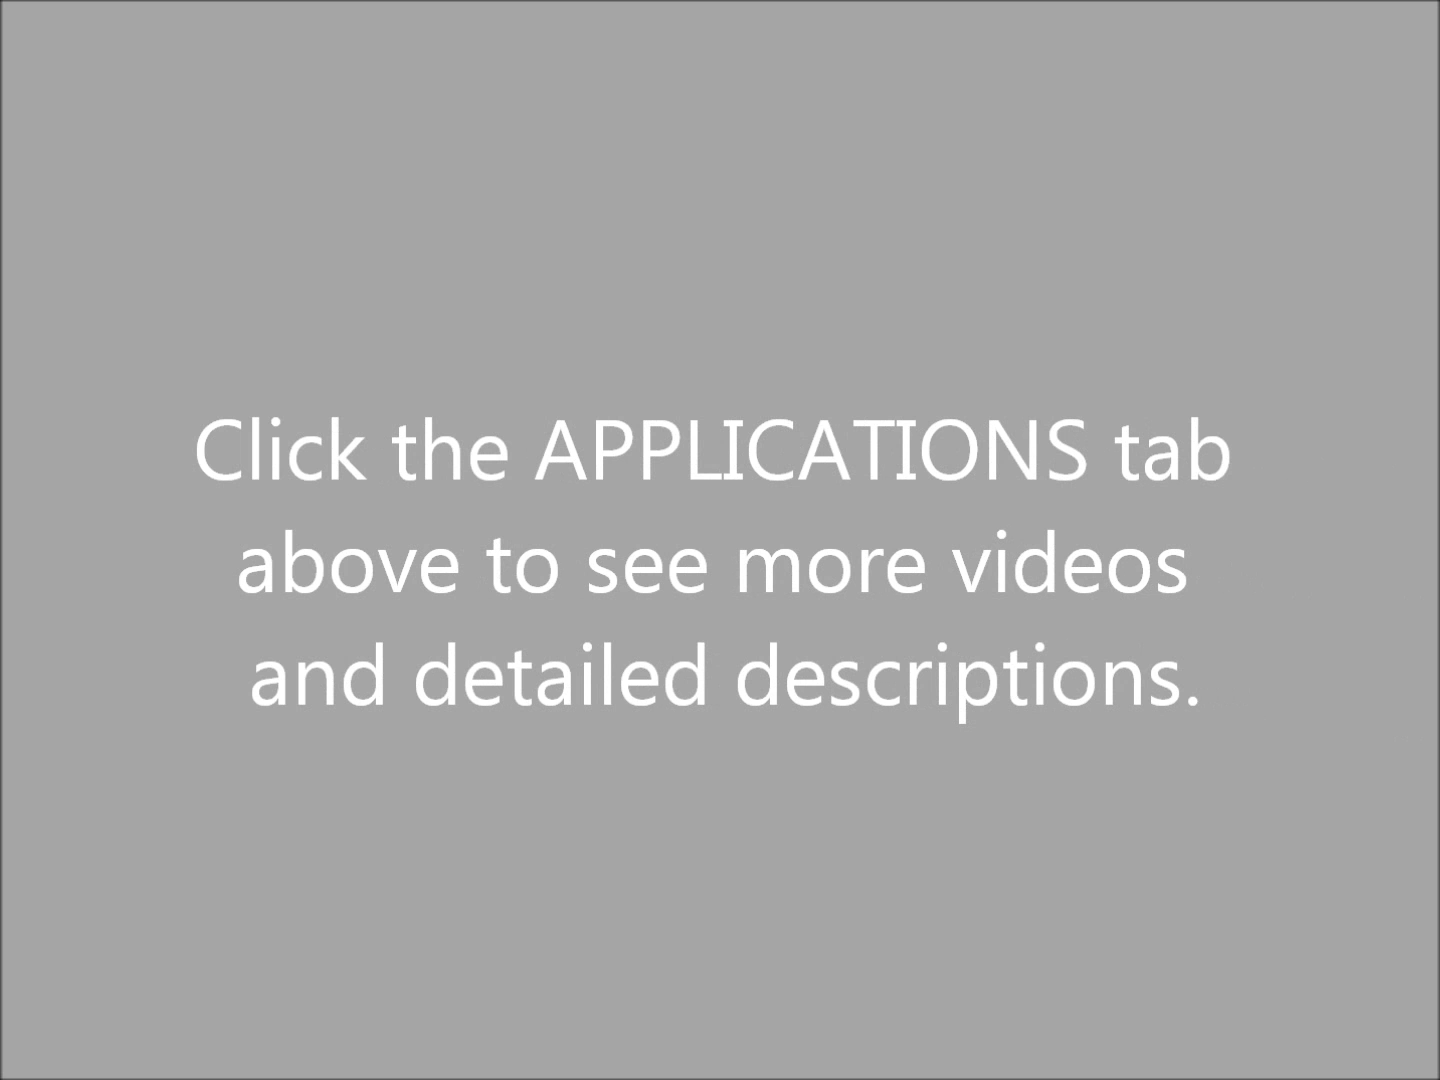 Click the APPLICATIONS tab
above to see more videos
and detailed descriptions.